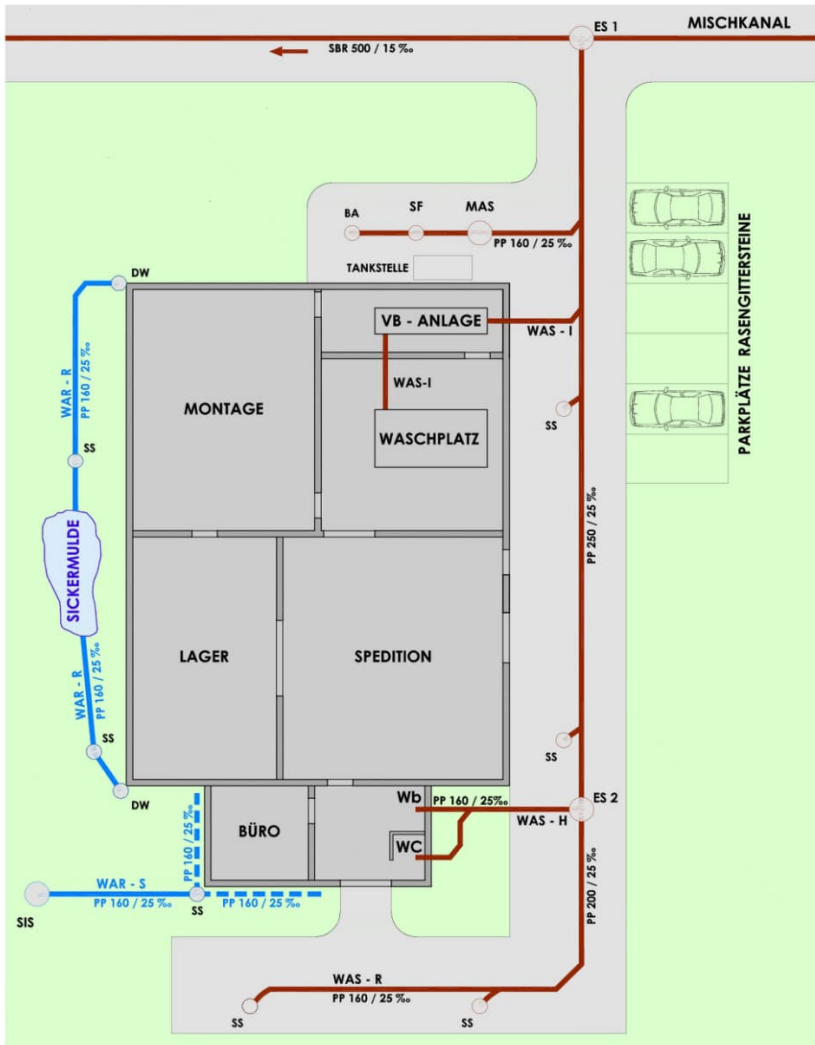 ES 1
MISCHKANAL
SBR 500 / 15 ‰
BA
SF
MAS
PP 160 / 25 ‰
TANKSTELLE
DW
VB - ANLAGE
WAS - I
WAS-I
MONTAGE
WASCHPLATZ
SS
PARKPLÄTZE RASENGITTERSTEINE
WAR - R
PP 160 / 25 ‰
SS
SICKERMULDE
PP 250 / 25 ‰
LAGER
SPEDITION
WAR - R
PP 160 / 25 ‰
SS
SS
DW
Wb
PP 160 / 25‰
ES 2
WAS - H
BÜRO
WC
PP 160 / 25 ‰
WAR - S
PP 160 / 25 ‰
PP 160 / 25 ‰
SIS
SS
PP 200 / 25 ‰
WAS - R
PP 160 / 25 ‰
SS
SS